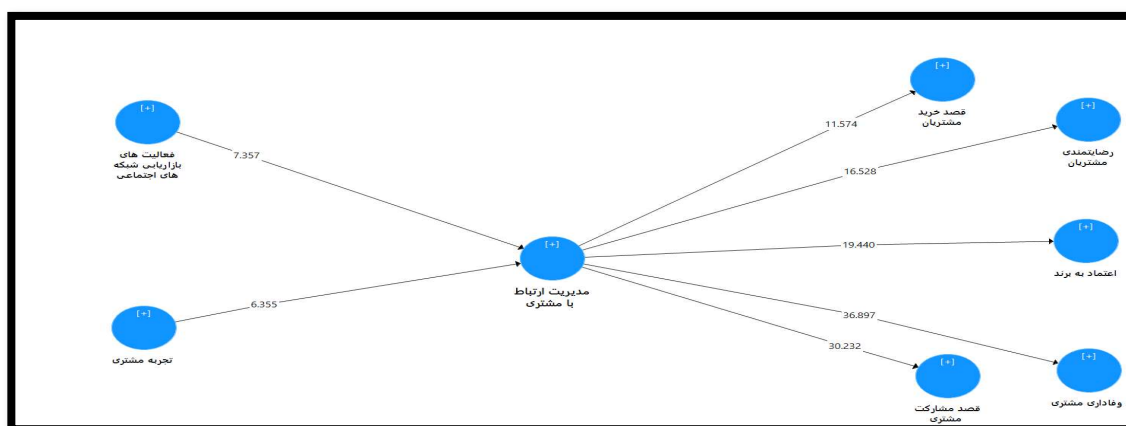 [+]
قصد خرید
مشتریان
[+]
رضایتمندی
مشتریان
[+]
فعالیت های
بازاریابی شبکه
های اجتماعی
11.574
7.357
16.528
[+]
اعتماد به برند
19.440
[+]
مدیریت ارتباط
با مشتری
6.355
[+]
تجربه مشتری
36.897
30.232
[+]
وفاداری مشتری
[+]
قصد مشارکت
مشتری